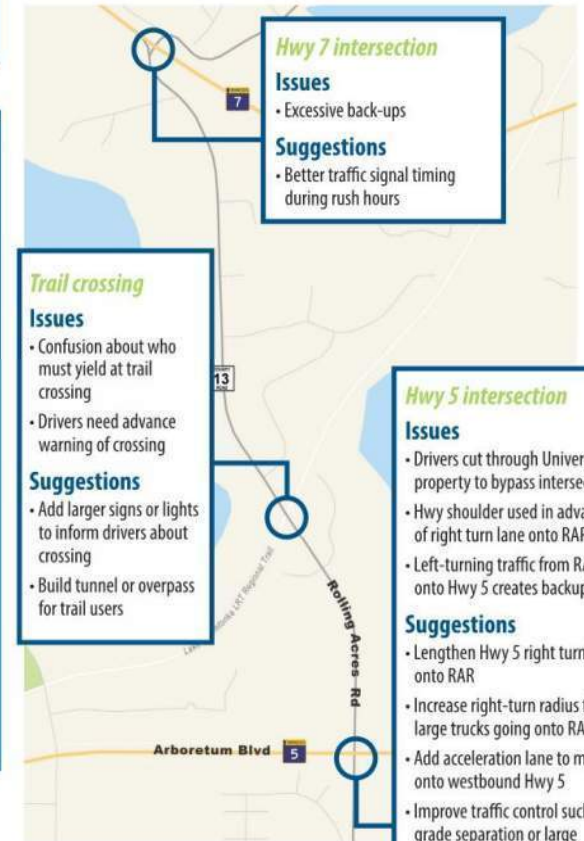 Hwy 7 intersection
Issues
• Excessive back-ups
Suggestions
• Better traffic signal timing
during rush hours
7
Trail crossing
Issues
• Confusion about who
must yield at trail
crossing
• Drivers need advance
warning of crossing
Suggestions
• Add larger signs or lights
to inform drivers about
crossing
• Build tunnel or overpass
for trail users
13
LRT Regional Trail
Rolling Acres Rd
Arboretum Blvd
5
Hwy 5 intersection
Issues
• Drivers cut through
property to bypass
• Hwy shoulder used in
of right turn lane onto
• Left-turning traffic from
onto Hwy 5 creates
Suggestions
• Lengthen Hwy 5 right turn
onto RAR
• Increase right-turn radius
large trucks going onto
• Add acceleration lane to
onto westbound Hwy 5
• Improve traffic control
grade separation or large